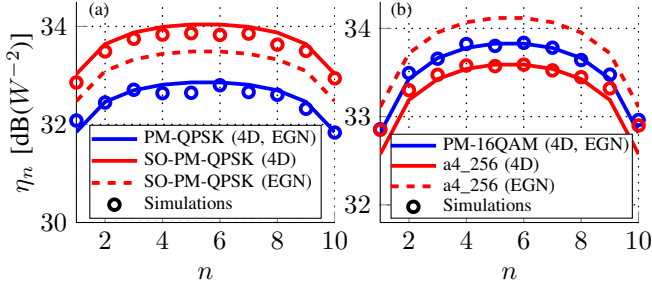 η_n [dB(W^{-2})]
(a)
34
32
30
PM-QPSK (4D, EGN)
SO-PM-QPSK (4D)
SO-PM-QPSK (EGN)
Simulations
2 4 6 8 10
n
(b)
34
33
32
PM-16QAM (4D, EGN)
a4_256 (4D)
a4_256 (EGN)
Simulations
2 4 6 8 10
n